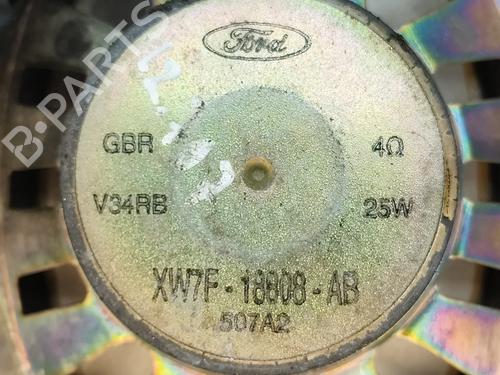 Ford
GBR 4Ω
V34RB 25W
XW7F-18808-AB
507A2
B-PARTS